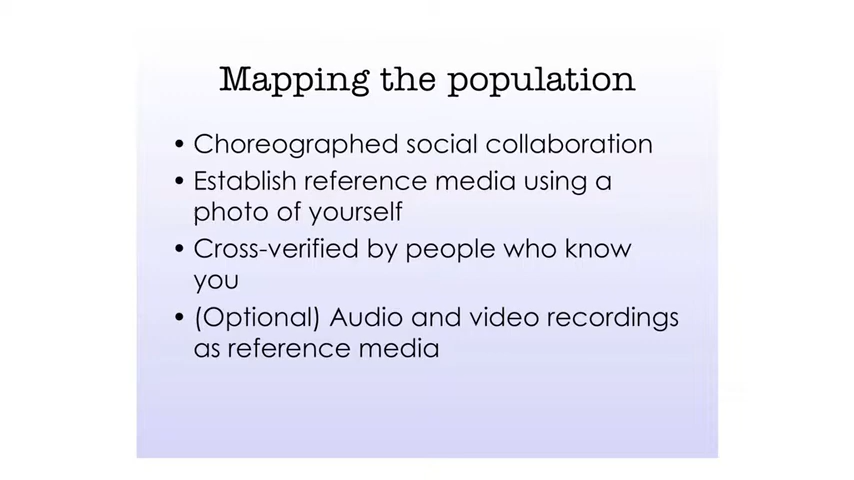 Mapping the population
• Choreographed social collaboration
• Establish reference media using a
photo of yourself
• Cross-verified by people who know
you
• (Optional) Audio and video recordings
as reference media